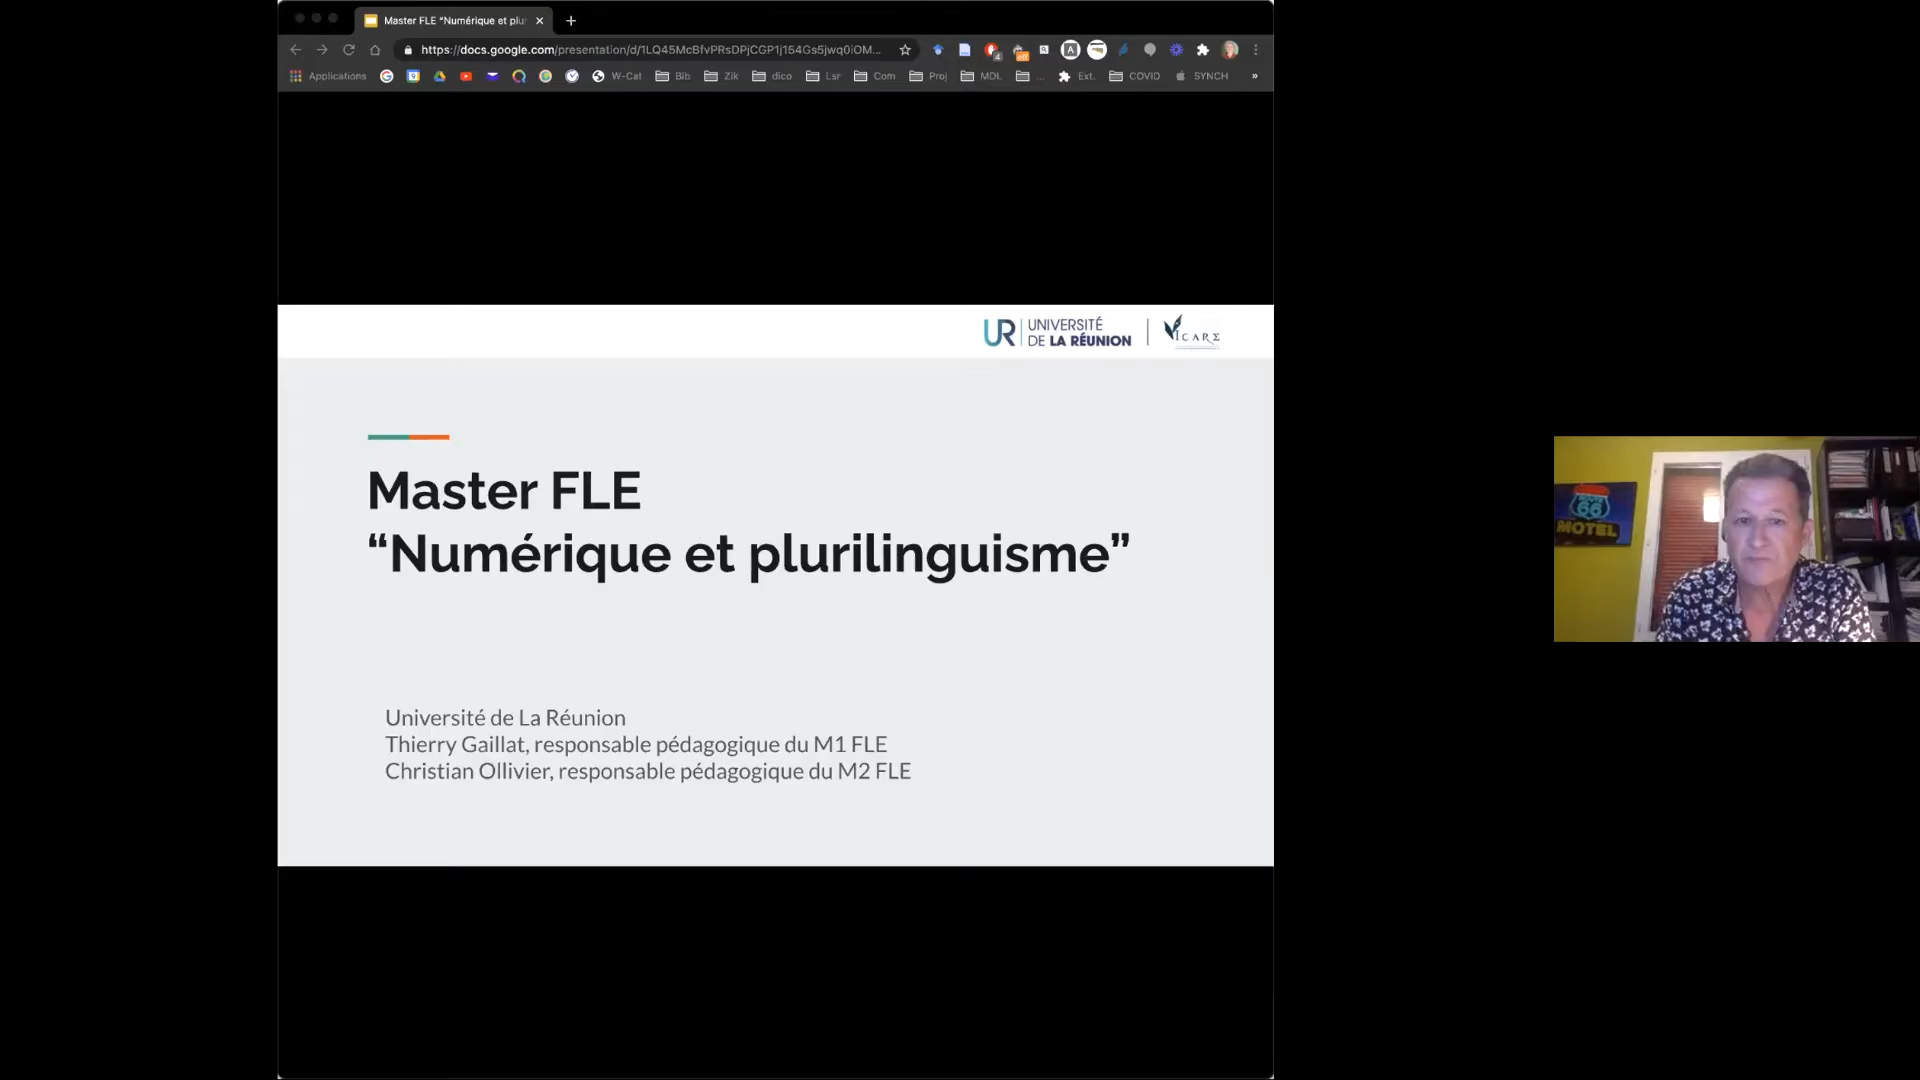 Master FLE “Numérique et plu
https://docs.google.com/presentation/d/1LQ45McBfvPRsDPjCGP1j154Gs5jwq0iOM...
Applications W-Cat Bib Zik dico Lsr Com Proj MDL ... Ext. COVID SYNCH »
UR UNIVERSITÉ
DE LA RÉUNION
ICARE
Master FLE
“Numérique et plurilinguisme”
Université de La Réunion
Thierry Gaillat, responsable pédagogique du M1 FLE
Christian Ollivier, responsable pédagogique du M2 FLE
66
MOTEL